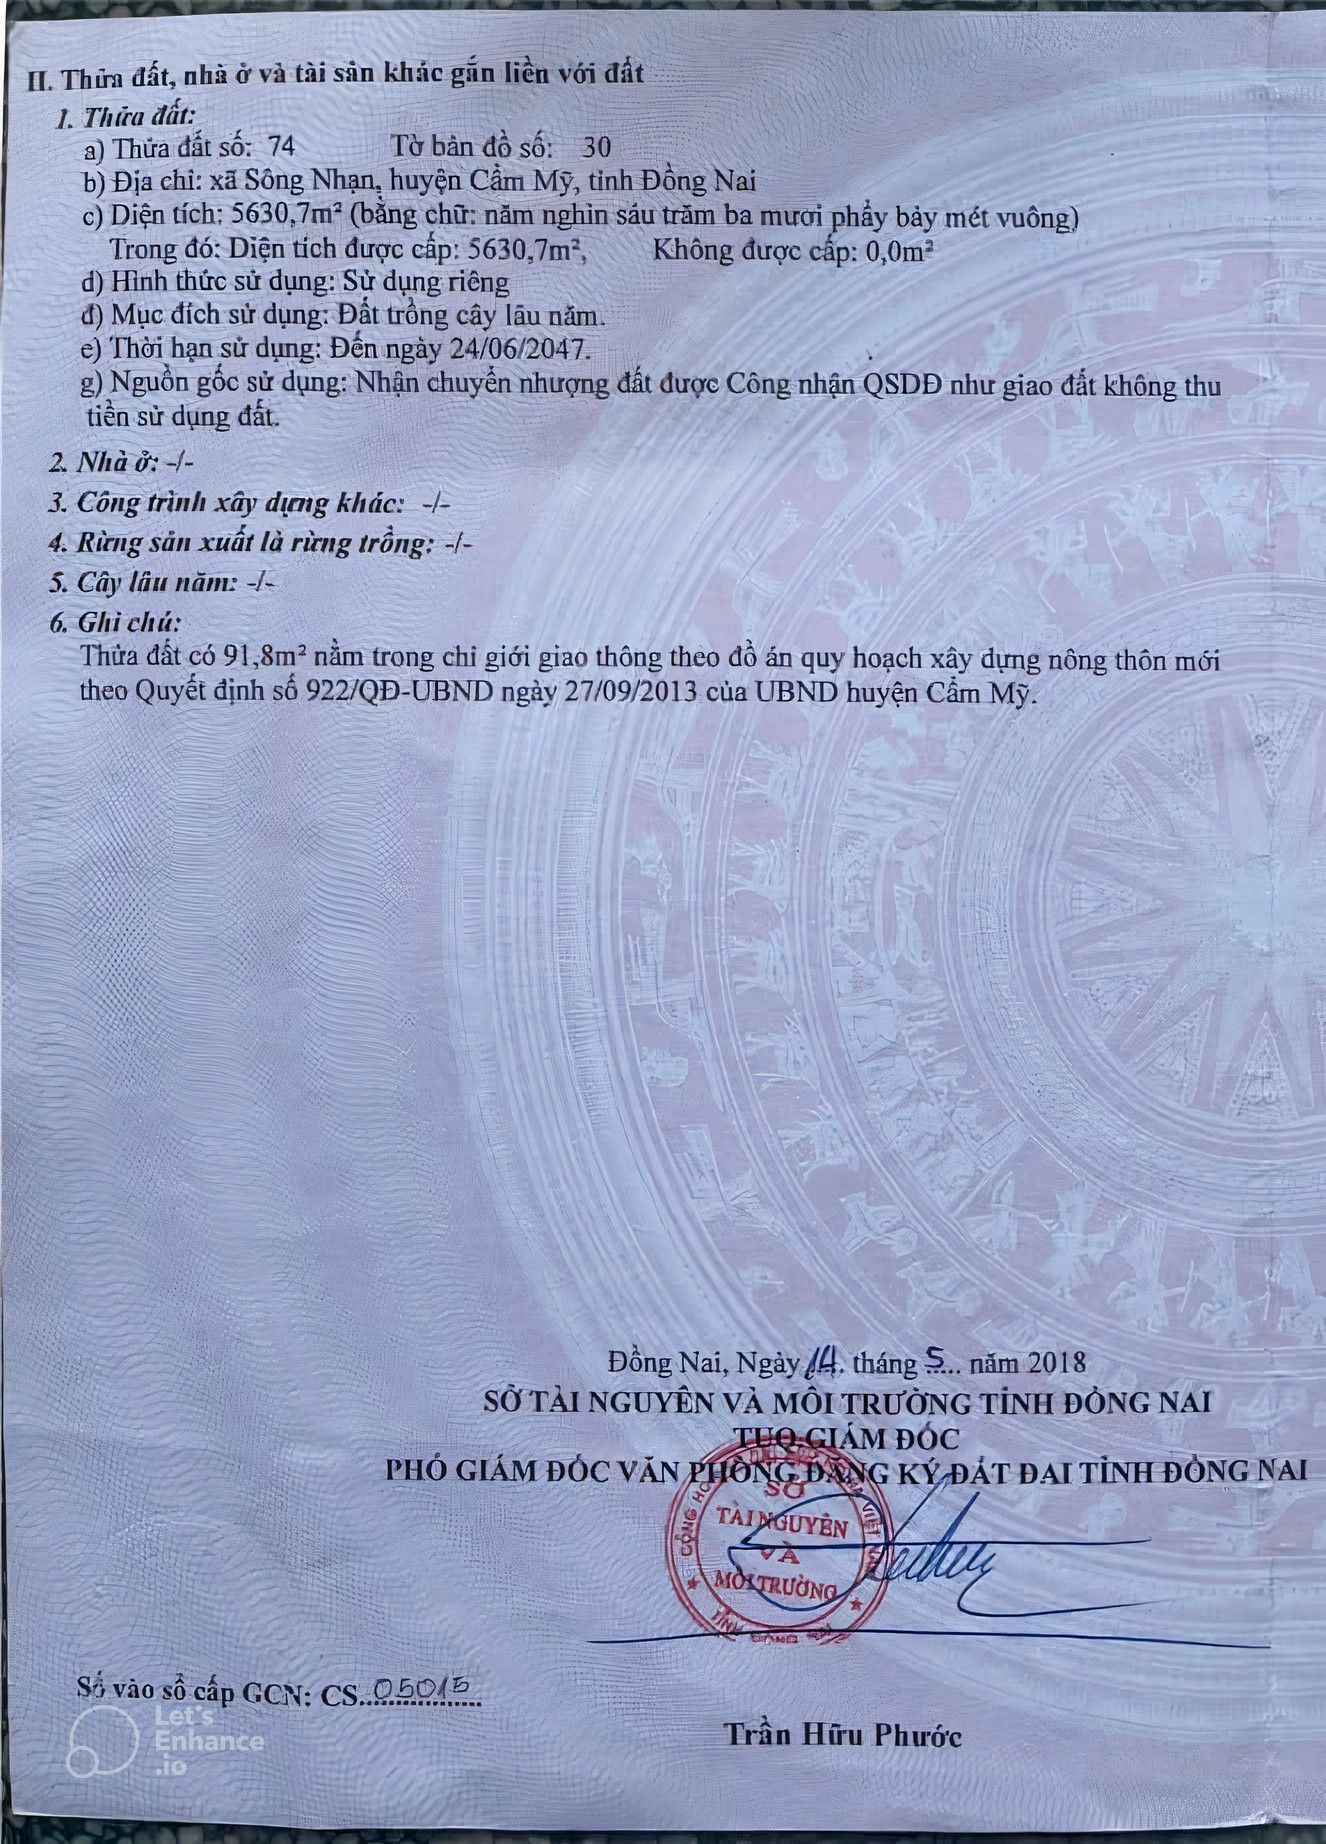 II. Thửa đất, nhà ở và tài sản khác gắn liền với đất
1. Thửa đất:
a) Thửa đất số: 74 Tờ bản đồ số: 30
b) Địa chỉ: xã Sông Nhạn, huyện Cẩm Mỹ, tỉnh Đồng Nai
c) Diện tích: 5630,7m² (bằng chữ: năm nghìn sáu trăm ba mươi phẩy bảy mét vuông)
Trong đó: Diện tích được cấp: 5630,7m², Không được cấp: 0,0m²
d) Hình thức sử dụng: Sử dụng riêng
đ) Mục đích sử dụng: Đất trồng cây lâu năm.
e) Thời hạn sử dụng: Đến ngày 24/06/2047.
g) Nguồn gốc sử dụng: Nhận chuyển nhượng đất được Công nhận QSDĐ như giao đất không thu
tiền sử dụng đất.
2. Nhà ở: -/-
3. Công trình xây dựng khác: -/-
4. Rừng sản xuất là rừng trồng: -/-
5. Cây lâu năm: -/-
6. Ghi chú:
Thửa đất có 91,8m² nằm trong chỉ giới giao thông theo đồ án quy hoạch xây dựng nông thôn mới
theo Quyết định số 922/QĐ-UBND ngày 27/09/2013 của UBND huyện Cẩm Mỹ.
Đồng Nai, Ngày 14. tháng 5... năm 2018
SỞ TÀI NGUYÊN VÀ MÔI TRƯỜNG TỈNH ĐỒNG NAI
TUQ.GIÁM ĐỐC
PHÓ GIÁM ĐỐC VĂN PHÒNG ĐĂNG KÝ ĐẤT ĐAI TỈNH ĐỒNG NAI
SỞ
TÀI NGUYÊN
VÀ
MÔI TRƯỜNG
Số vào sổ cấp GCN: CS..05015..
Let's
Enhance
.io
Trần Hữu Phước